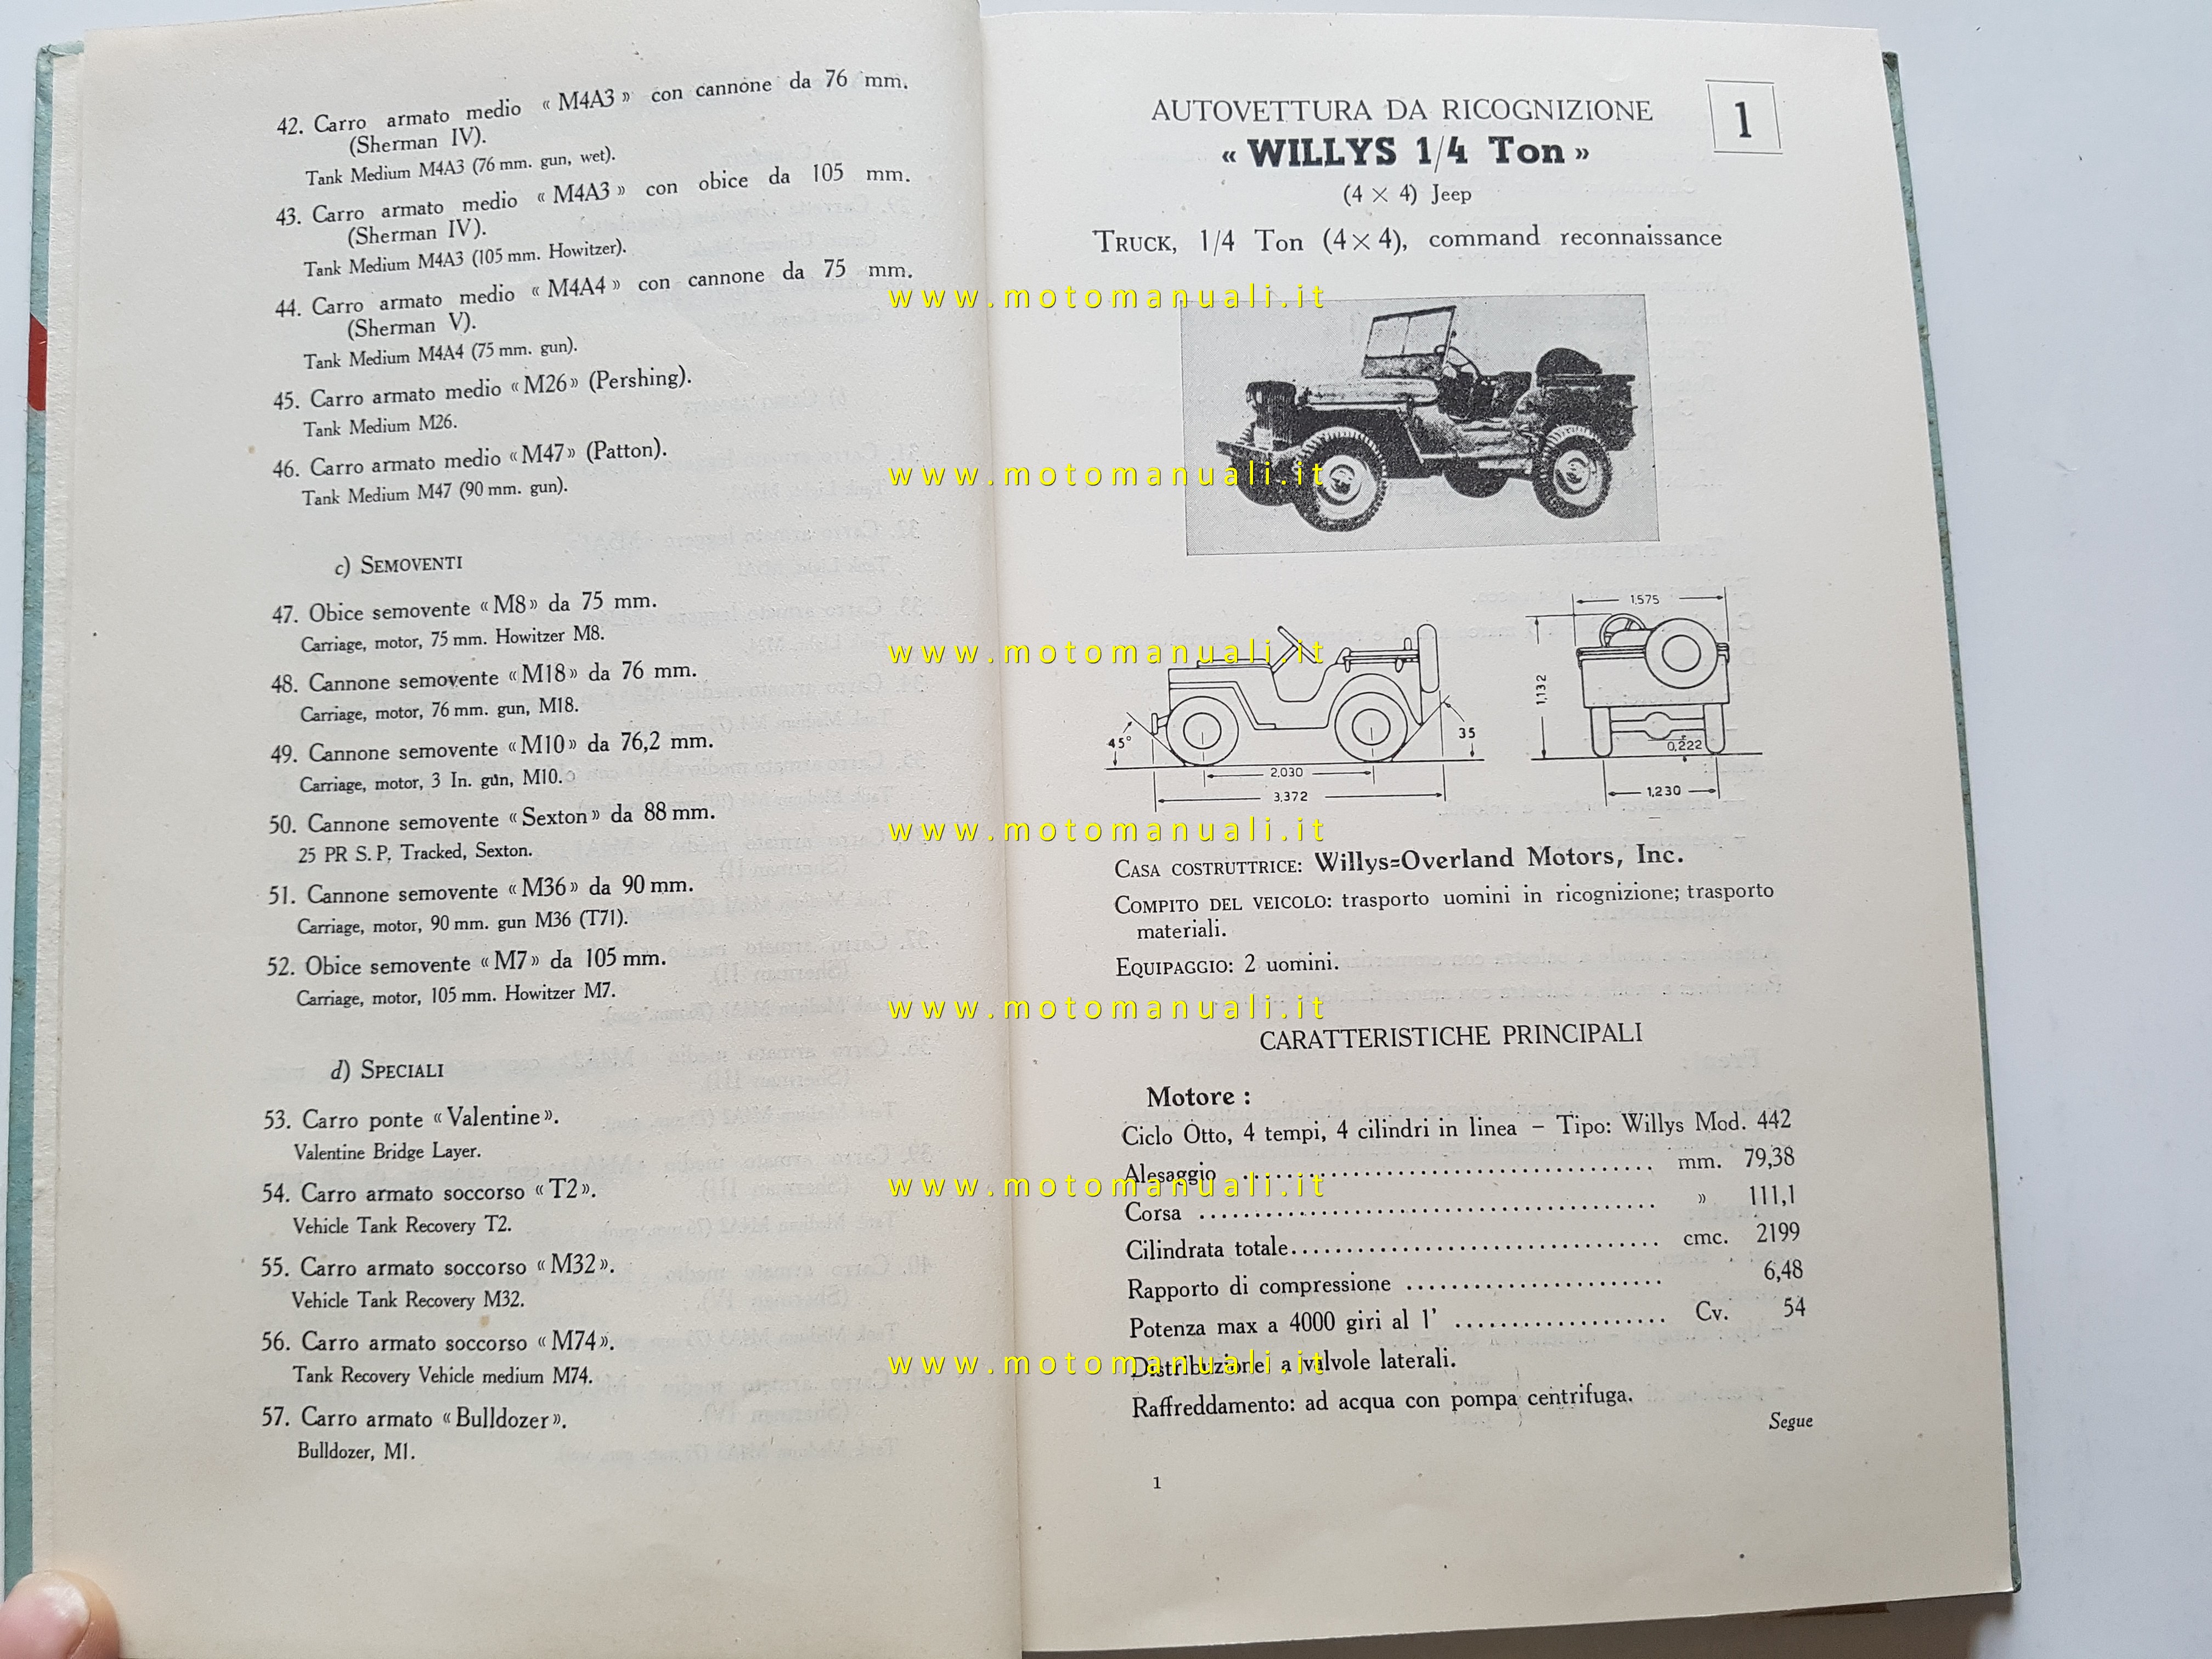 42. Carro armato medio « M4A3 » con cannone da 76 mm.
(Sherman IV).
Tank Medium M4A3 (76 mm. gun, wet).
43. Carro armato medio « M4A3 » con obice da 105 mm.
(Sherman IV).
Tank Medium M4A3 (105 mm. Howitzer).
44. Carro armato medio « M4A4 » con cannone da 75 mm.
(Sherman V).
Tank Medium M4A4 (75 mm. gun).
45. Carro armato medio « M26 » (Pershing).
Tank Medium M26.
46. Carro armato medio « M47 » (Patton).
Tank Medium M47 (90 mm. gun).
c) SEMOVENTI
47. Obice semovente « M8 » da 75 mm.
Carriage, motor, 75 mm. Howitzer M8.
48. Cannone semovente « M18 » da 76 mm.
Carriage, motor, 76 mm. gun, M18.
49. Cannone semovente « M10 » da 76,2 mm.
Carriage, motor, 3 In. gun, M10.
50. Cannone semovente « Sexton » da 88 mm.
25 PR S. P. Tracked, Sexton.
51. Cannone semovente « M36 » da 90 mm.
Carriage, motor, 90 mm. gun M36 (T71).
52. Obice semovente « M7 » da 105 mm.
Carriage, motor, 105 mm. Howitzer M7.
d) SPECIALI
53. Carro ponte « Valentine ».
Valentine Bridge Layer.
54. Carro armato soccorso « T2 ».
Vehicle Tank Recovery T2.
55. Carro armato soccorso « M32 ».
Vehicle Tank Recovery M32.
56. Carro armato soccorso « M74 ».
Tank Recovery Vehicle medium M74.
57. Carro armato « Bulldozer ».
Bulldozer, M1.
AUTOVETTURA DA RICOGNIZIONE
1
« WILLYS 1/4 Ton »
(4 × 4) Jeep
TRUCK, 1/4 Ton (4 × 4), command reconnaissance
www.motomanuali.it
www.motomanuali.it
1,575
www.motomanuali.it
1,132
45°
35
0,222
2.030
3.372
1,230
www.motomanuali.it
CASA COSTRUTTRICE: Willys=Overland Motors, Inc.
COMPITO DEL VEICOLO: trasporto uomini in ricognizione; trasporto
materiali.
EQUIPAGGIO: 2 uomini.
www.motomanuali.it
CARATTERISTICHE PRINCIPALI
Motore :
Ciclo Otto, 4 tempi, 4 cilindri in linea – Tipo: Willys Mod. 442
Alesaggio ........ mm. 79,38
www.motomanuali.it
Corsa ........ » 111,1
Cilindrata totale........ cmc. 2199
Rapporto di compressione ........ 6,48
Potenza max a 4000 giri al 1' ........ Cv. 54
Distribuzione: a valvole laterali.
www.motomanuali.it
Raffreddamento: ad acqua con pompa centrifuga.
Segue
1